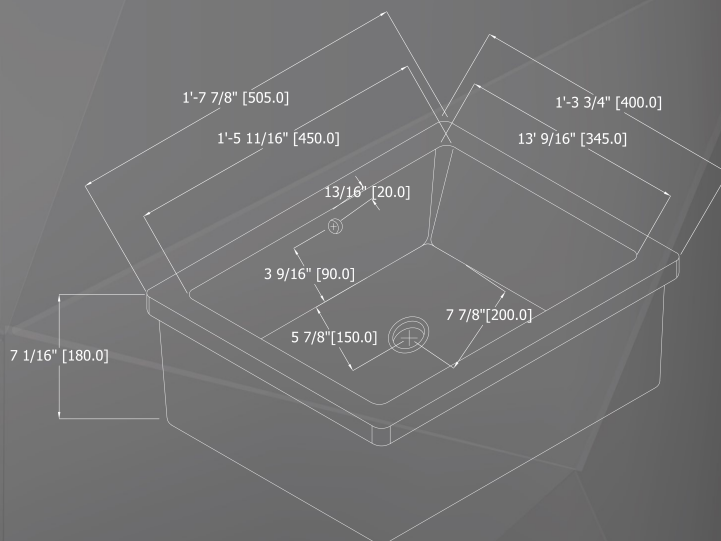 1'-7 7/8" [505.0]
1'-3 3/4" [400.0]
1'-5 11/16" [450.0]
13' 9/16" [345.0]
13/16" [20.0]
3 9/16" [90.0]
7 7/8"[200.0]
5 7/8"[150.0]
7 1/16" [180.0]